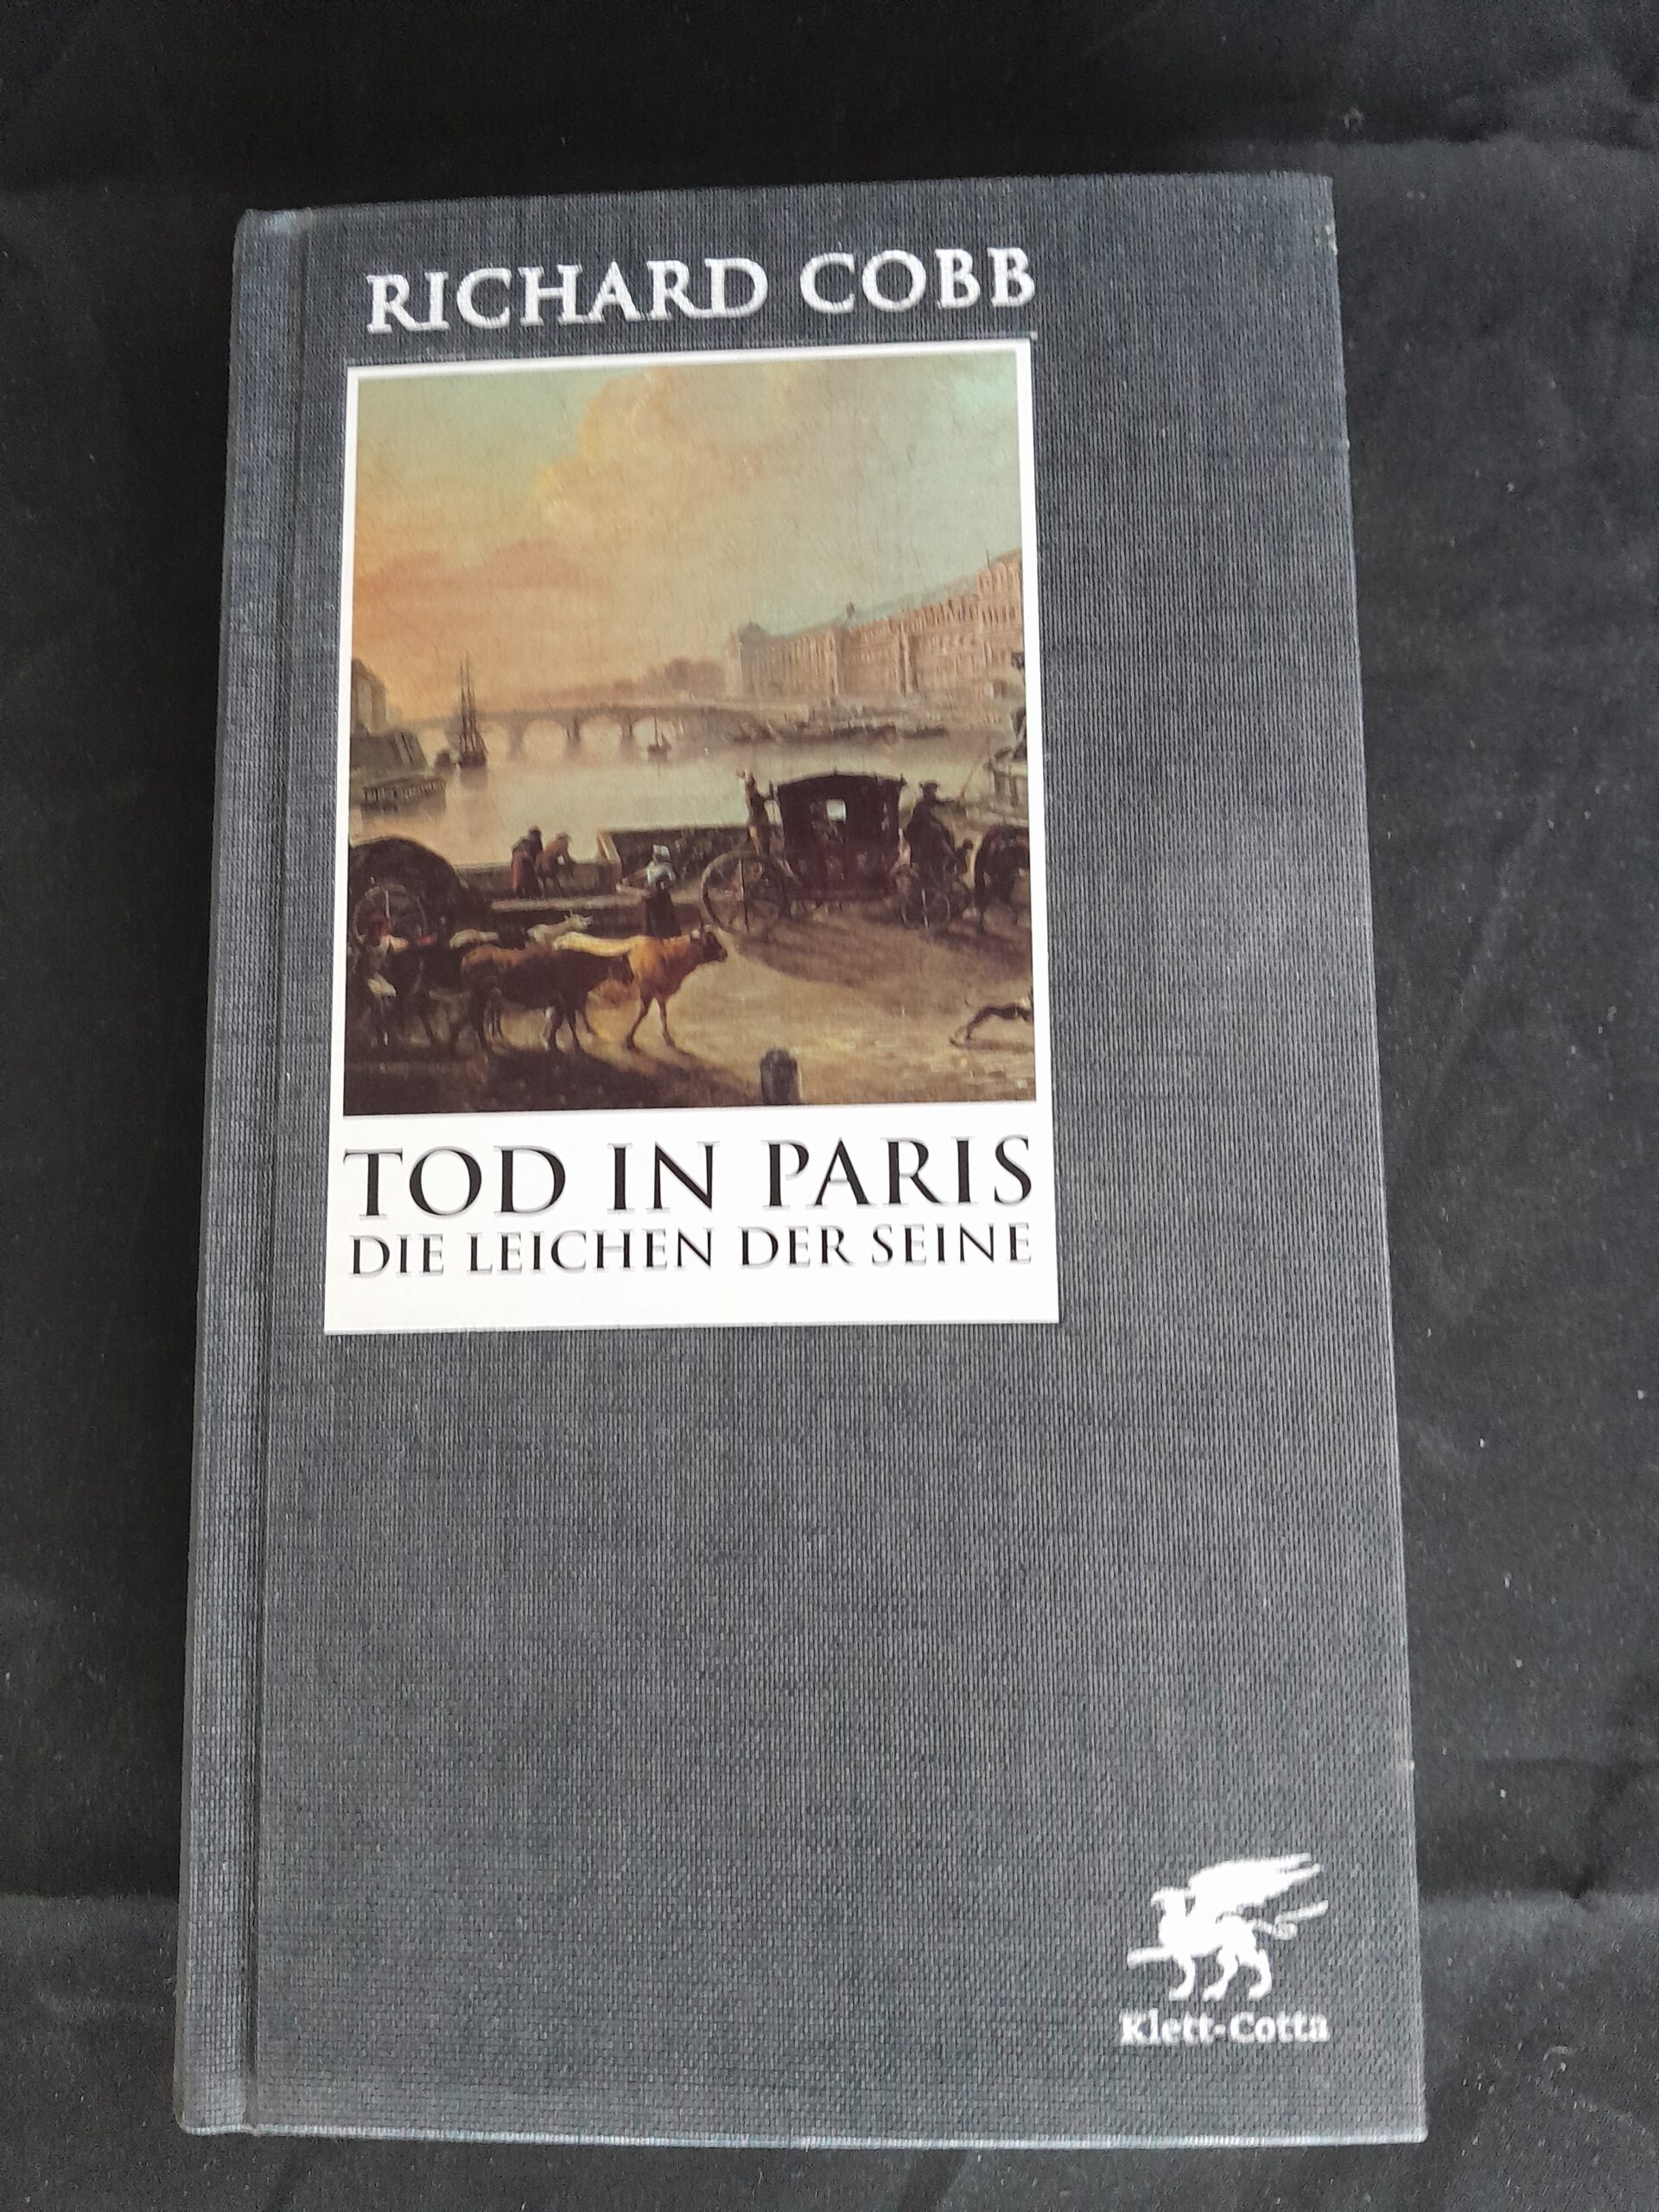 RICHARD COBB
TOD IN PARIS
DIE LEICHEN DER SEINE
Klett-Cotta